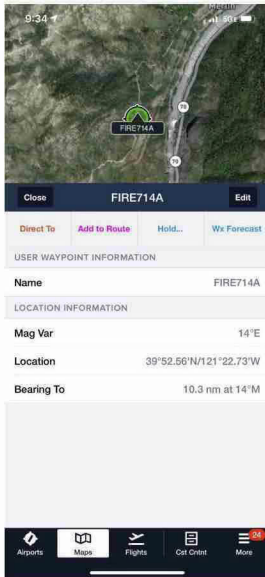 9:34
5G
FIRE714A
70
70
Close FIRE714A Edit
Direct To Add to Route Hold... Wx Forecast
USER WAYPOINT INFORMATION
Name FIRE714A
LOCATION INFORMATION
Mag Var 14°E
Location 39°52.56'N/121°22.73'W
Bearing To 10.3 nm at 14°M
24
Airports Maps Flights Cst Cntnt More